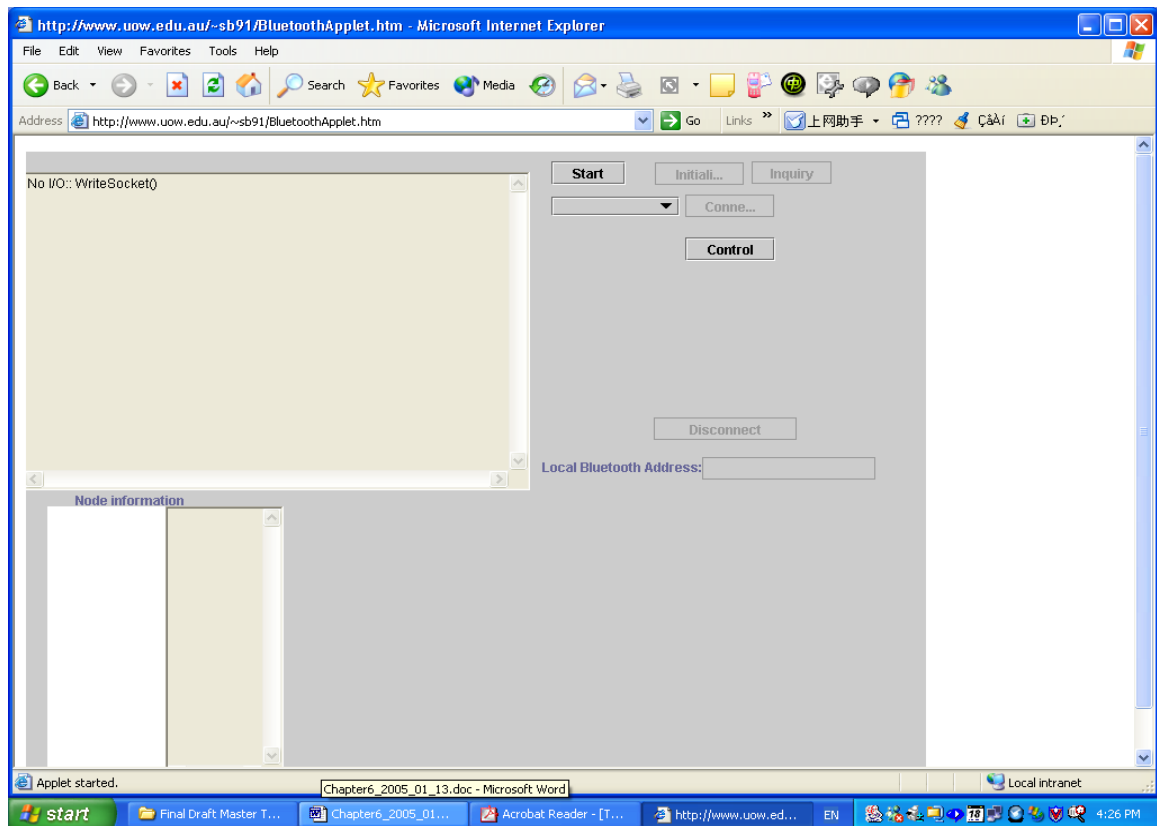 http://www.uow.edu.au/~sb91/BluetoothApplet.htm - Microsoft Internet Explorer
File Edit View Favorites Tools Help
Back Search Favorites Media
Address http://www.uow.edu.au/~sb91/BluetoothApplet.htm Go Links » 上网助手 ???? ÇåÀí ÐÞ¸´
No I/O:: WriteSocket()
Start Initiali... Inquiry
Conne...
Control
Disconnect
Local Bluetooth Address:
Node information
Applet started. Local intranet
Chapter6_2005_01_13.doc - Microsoft Word
start Final Draft Master T... Chapter6_2005_01... Acrobat Reader - [T... http://www.uow.ed... EN 18 4:26 PM